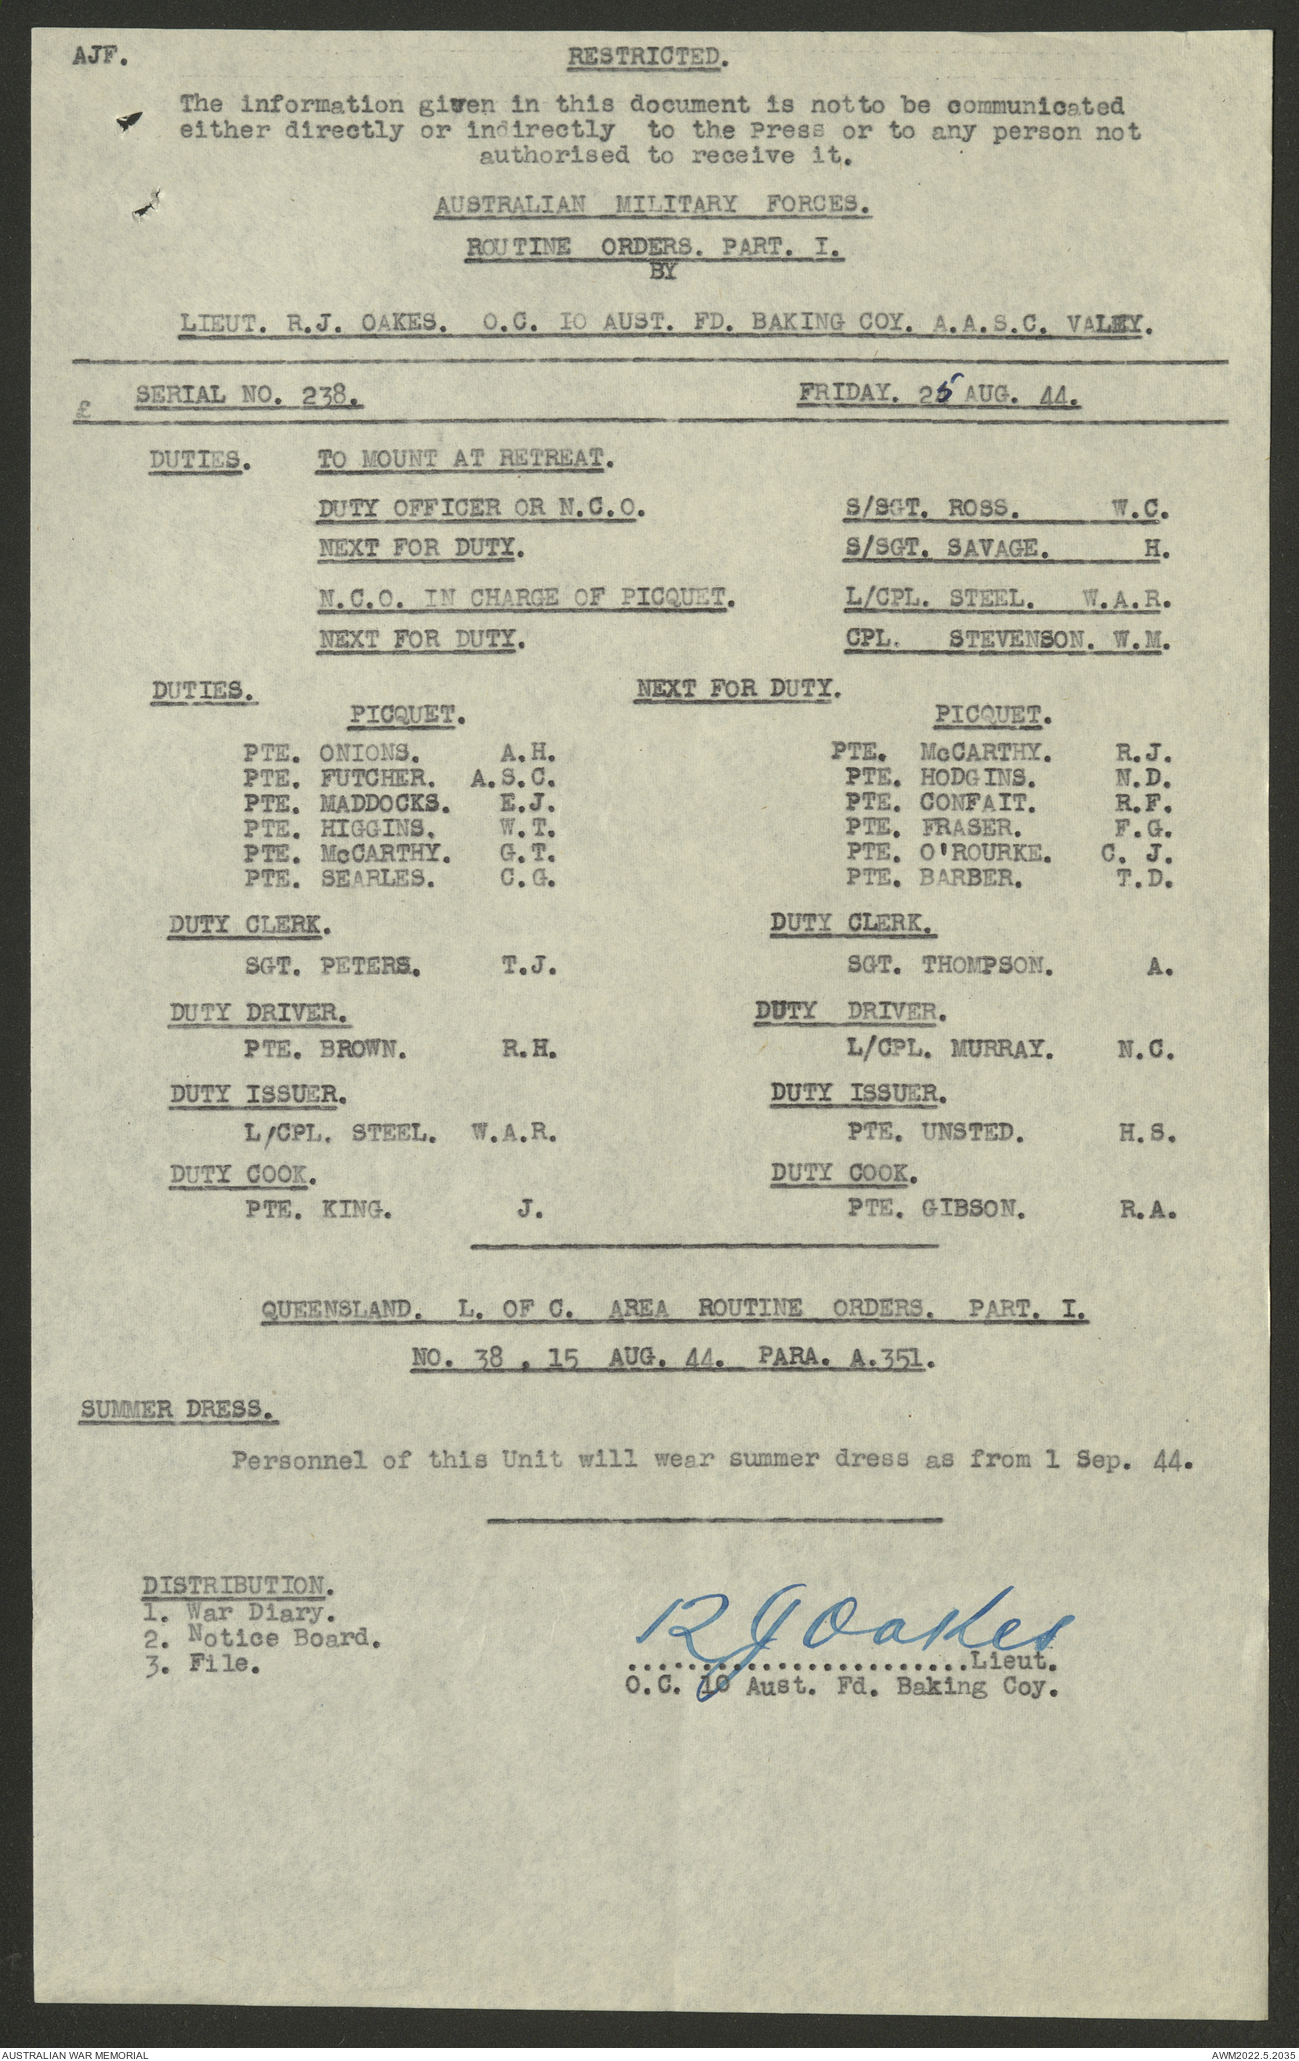 AJF. RESTRICTED.
The information given in this document is notto be communicated
either directly or indirectly to the Press or to any person not
authorised to receive it.
AUSTRALIAN MILITARY FORCES.
ROUTINE ORDERS. PART. I.
BY
LIEUT. R.J. OAKES. O.C. IO AUST. FD. BAKING COY. A.A.S.C. VALEY.
SERIAL NO. 238. FRIDAY. 25 AUG. 44.
£
DUTIES. TO MOUNT AT RETREAT.
DUTY OFFICER OR N.C.O. S/SGT. ROSS. W.C.
NEXT FOR DUTY. S/SGT. SAVAGE. H.
N.C.O. IN CHARGE OF PICQUET. L/CPL. STEEL. W.A.R.
NEXT FOR DUTY. CPL. STEVENSON. W.M.
DUTIES. NEXT FOR DUTY.
PICQUET. PICQUET.
PTE. ONIONS. A.H. PTE. McCARTHY. R.J.
PTE. FUTCHER. A.S.C. PTE. HODGINS. N.D.
PTE. MADDOCKS. E.J. PTE. CONFAIT. R.F.
PTE. HIGGINS. W.T. PTE. FRASER. F.G.
PTE. McCARTHY. G.T. PTE. O'ROURKE. C. J.
PTE. SEARLES. C.G. PTE. BARBER. T.D.
DUTY CLERK. DUTY CLERK.
SGT. PETERS. T.J. SGT. THOMPSON. A.
DUTY DRIVER. DUTY DRIVER.
PTE. BROWN. R.H. L/CPL. MURRAY. N.C.
DUTY ISSUER. DUTY ISSUER.
L/CPL. STEEL. W.A.R. PTE. UNSTED. H.S.
DUTY COOK. DUTY COOK.
PTE. KING. J. PTE. GIBSON. R.A.
QUEENSLAND. L. OF C. AREA ROUTINE ORDERS. PART. I.
NO. 38 , 15 AUG. 44. PARA. A.351.
SUMMER DRESS.
Personnel of this Unit will wear summer dress as from 1 Sep. 44.
DISTRIBUTION.
1. War Diary.
2. Notice Board.
3. File.
RJOakes
.......................Lieut.
O.C. 10 Aust. Fd. Baking Coy.
AUSTRALIAN WAR MEMORIAL AWM2022.5.2035